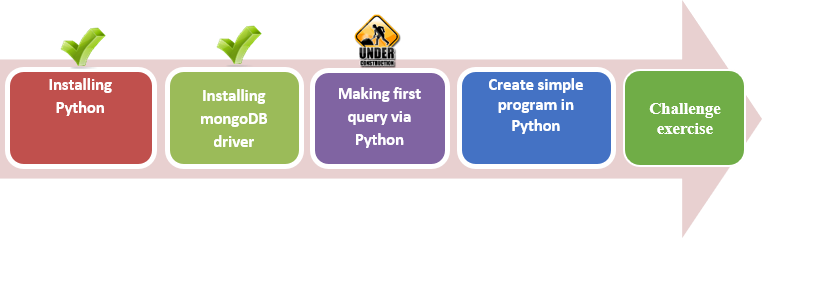 UNDER
CONSTRUCTION
Installing
Python
Installing
mongoDB
driver
Making first
query via
Python
Create simple
program in
Python
Challenge
exercise